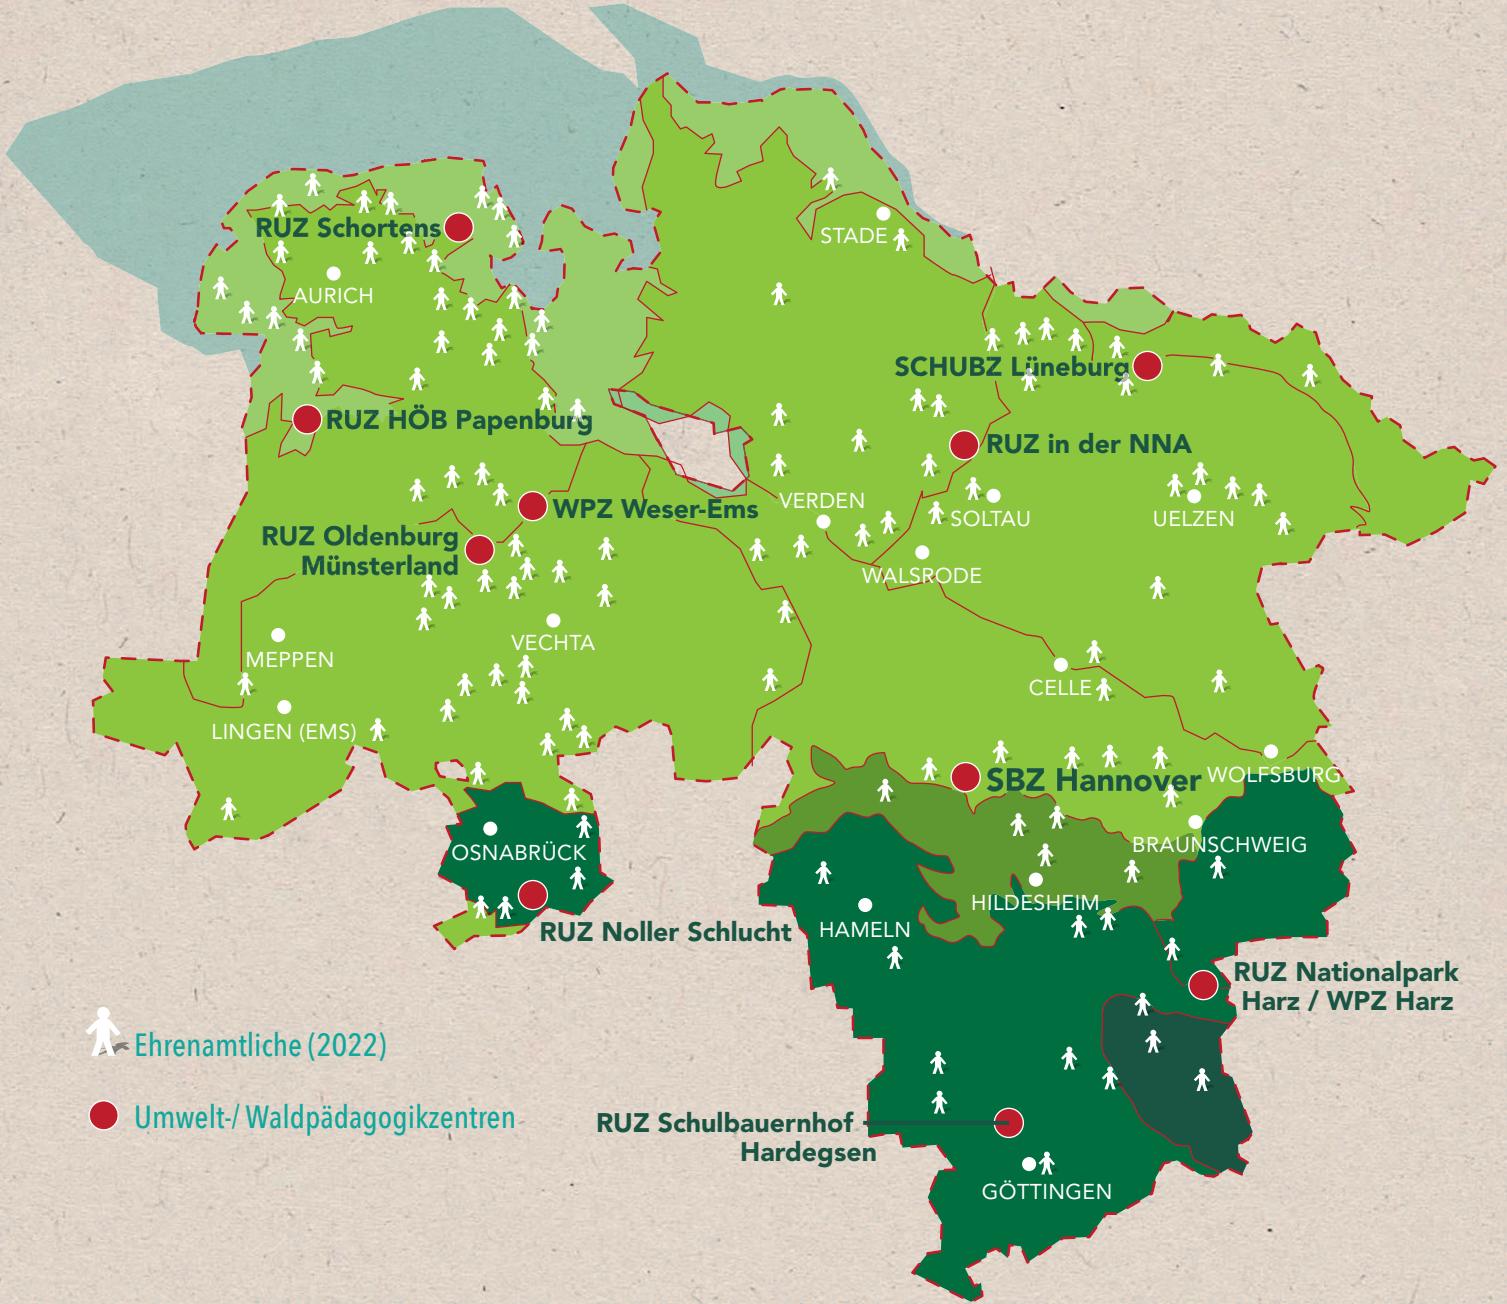 STADE
RUZ Schortens
AURICH
SCHUBZ Lüneburg
RUZ HÖB Papenburg
RUZ in der NNA
VERDEN
WPZ Weser-Ems
SOLTAU
UELZEN
RUZ Oldenburg
Münsterland
WALSRODE
VECHTA
MEPPEN
CELLE
LINGEN (EMS)
SBZ Hannover
WOLFSBURG
OSNABRÜCK
BRAUNSCHWEIG
HILDESHEIM
HAMELN
RUZ Noller Schlucht
RUZ Nationalpark
Harz / WPZ Harz
Ehrenamtliche (2022)
Umwelt-/ Waldpädagogikzentren
RUZ Schulbauernhof
Hardegsen
GÖTTINGEN